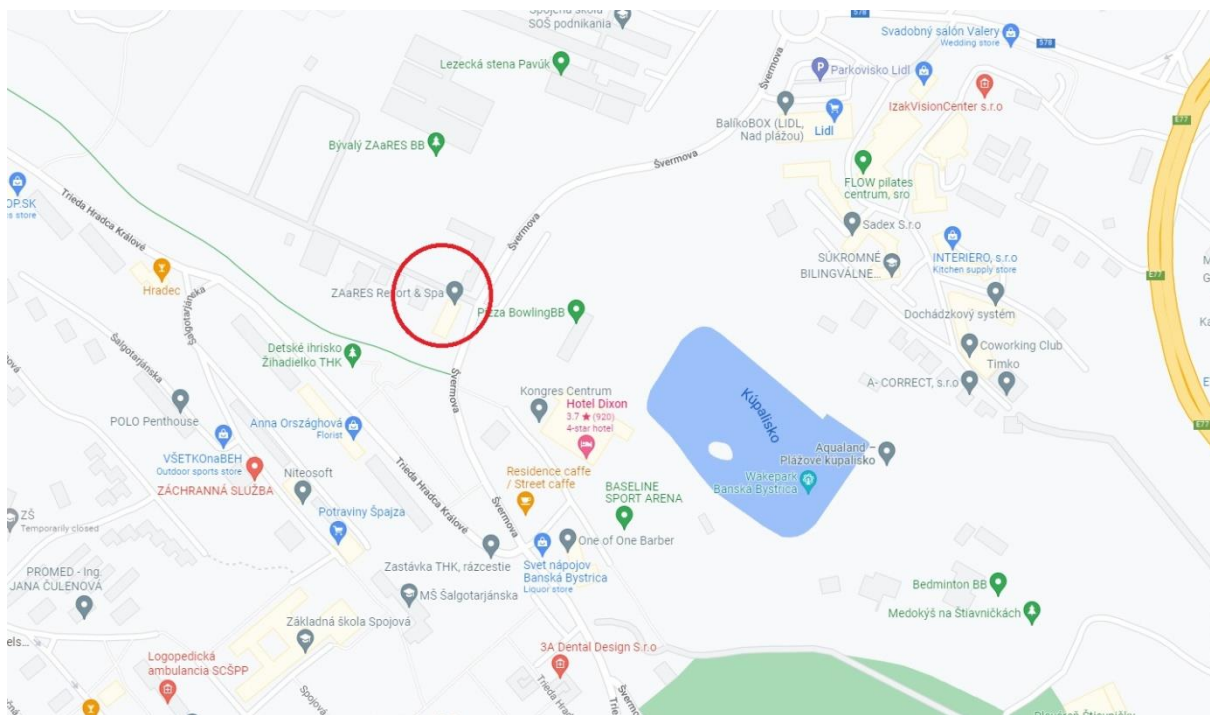 Spojená škola
SOŠ podnikania
578
578
Svadobný salón Valery
Wedding store
Lezecká stena Pavúk
Švermova
Parkovisko Lidl
IzakVisionCenter s.r.o
BalíkoBOX (LIDL,
Nad plážou)
Lidl
E77
Bývalý ZAaRES BB
Švermova
FLOW pilates
centrum, sro
OP.SK
Trieda Hradca Králové
Sadex S.r.o
Švermova
SÚKROMNÉ
BILINGVÁLNE...
INTERIERO, s.r.o
Kitchen supply store
E77
Hradec
ZAaRES Resort & Spa
Pizza BowlingBB
Dochádzkový systém
Šalgotarjánska
Šalgotarjánska
Detské ihrisko
Žihadielko THK
Coworking Club
Timko
Švermova
Kongres Centrum
Hotel Dixon
3.7 ★ (920)
4-star hotel
A- CORRECT, s.r.o
Kúpalisko
POLO Penthouse
Anna Országhová
Florist
E77
Aqualand –
Plážové kúpalisko
VŠETKOnaBEH
Outdoor sports store
Niteosoft
Residence caffe
/ Street caffe
Wakepark
Banská Bystrica
ZÁCHRANNÁ SLUŽBA
Trieda Hradca Králové
BASELINE
SPORT ARENA
ZŠ
Temporarily closed
Potraviny Špajza
Švermova
One of One Barber
Zastávka THK, rázcestie
Svet nápojov
Banská Bystrica
Liquor store
PROMED - Ing.
JANA ČULENOVÁ
MŠ Šalgotarjánska
Bedminton BB
Medokýš na Štiavničkách
Základná škola Spojová
3A Dental Design S.r.o
Logopedická
ambulancia SCŠPP
Spojová
Trieda Hradca
Švermova
Plaváreň Štiavničky